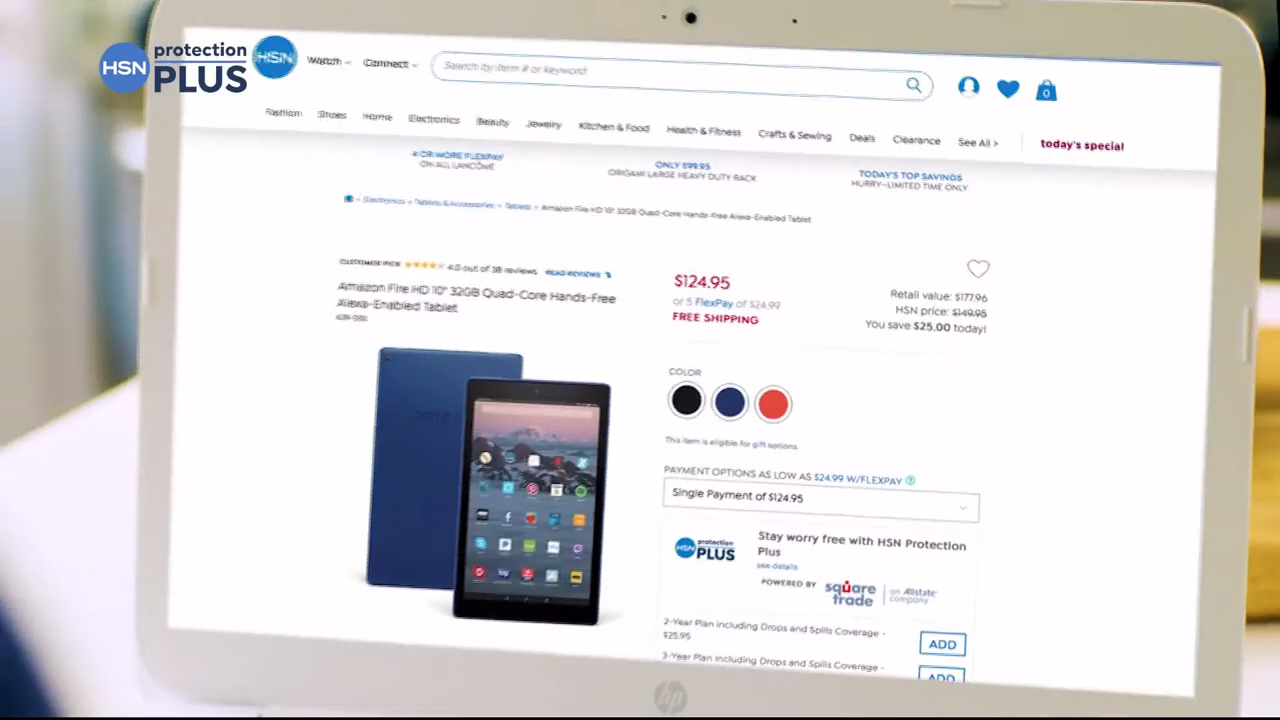 HSN protection PLUS
HSN Watch Connect Search by item # or keyword 0
Fashion Shoes Home Electronics Beauty Jewelry Kitchen & Food Health & Fitness Crafts & Sewing Deals Clearance See All > today's special
4 OR MORE FLEXPAY
ON ALL LANCOME
ONLY $99.95
ORIGAMI LARGE HEAVY DUTY RACK
TODAY'S TOP SAVINGS
HURRY–LIMITED TIME ONLY
> Electronics > Tablets & Accessories > Tablets > Amazon Fire HD 10" 32GB Quad-Core Hands-Free Alexa-Enabled Tablet
CUSTOMER PICK 4.0 out of 38 reviews READ REVIEWS
Amazon Fire HD 10" 32GB Quad-Core Hands-Free
Alexa-Enabled Tablet
$124.95
or 5 FlexPay of $24.99
FREE SHIPPING
Retail value: $177.96
HSN price: $149.95
You save $25.00 today!
COLOR
This item is eligible for gift options.
PAYMENT OPTIONS AS LOW AS $24.99 W/FLEXPAY
Single Payment of $124.95
HSN protection PLUS
Stay worry free with HSN Protection
Plus
see details
POWERED BY square trade an Allstate company
2-Year Plan Including Drops and Spills Coverage -
$25.95
ADD
3-Year Plan Including Drops and Spills Coverage -
ADD
hp